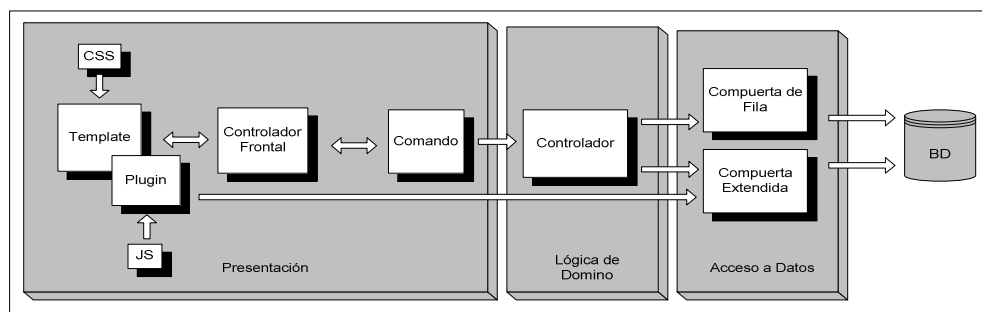 CSS
Template
Plugin
JS
Controlador
Frontal
Comando
Presentación
Controlador
Lógica de
Domino
Compuerta de
Fila
Compuerta
Extendida
Acceso a Datos
BD